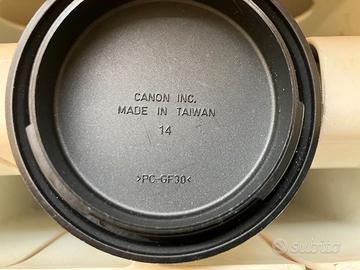 CANON INC.
MADE IN TAIWAN
14
>PC-GF30<
subito